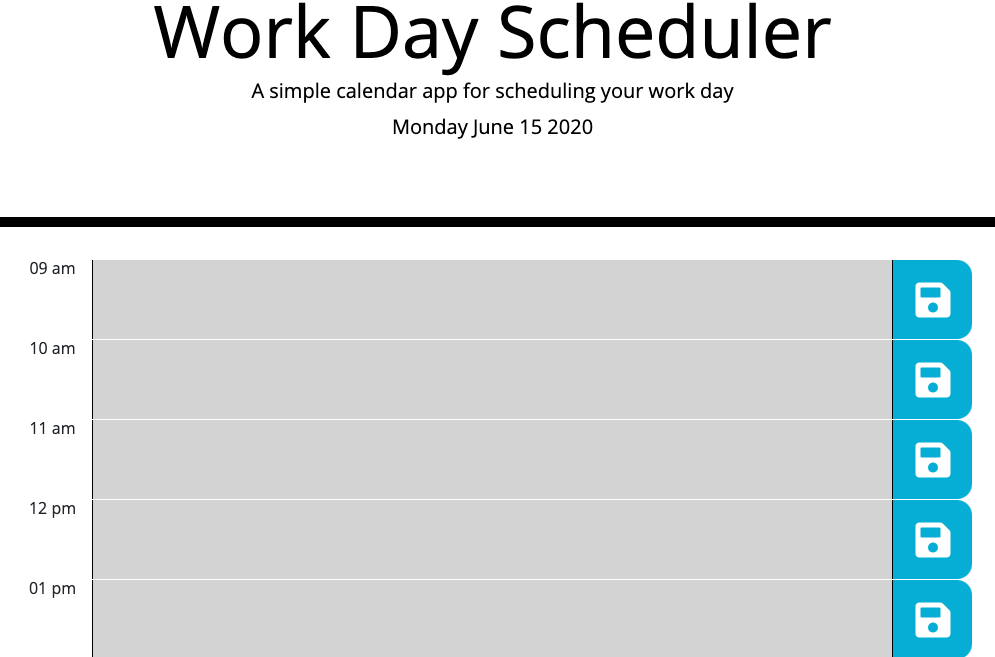 Work Day Scheduler
A simple calendar app for scheduling your work day
Monday June 15 2020
09 am
10 am
11 am
12 pm
01 pm